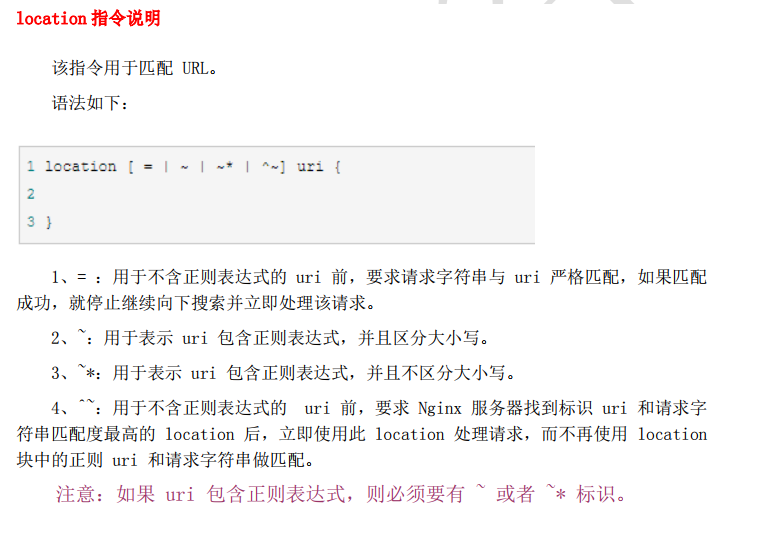 location 指令说明
该指令用于匹配 URL。
语法如下：
1 location [ = | ~ | ~* | ^~] uri {
2
3 }
1、= ：用于不含正则表达式的 uri 前，要求请求字符串与 uri 严格匹配，如果匹配
成功，就停止继续向下搜索并立即处理该请求。
2、~：用于表示 uri 包含正则表达式，并且区分大小写。
3、~*：用于表示 uri 包含正则表达式，并且不区分大小写。
4、^~：用于不含正则表达式的 uri 前，要求 Nginx 服务器找到标识 uri 和请求字
符串匹配度最高的 location 后，立即使用此 location 处理请求，而不再使用 location
块中的正则 uri 和请求字符串做匹配。
注意：如果 uri 包含正则表达式，则必须要有 ~ 或者 ~* 标识。